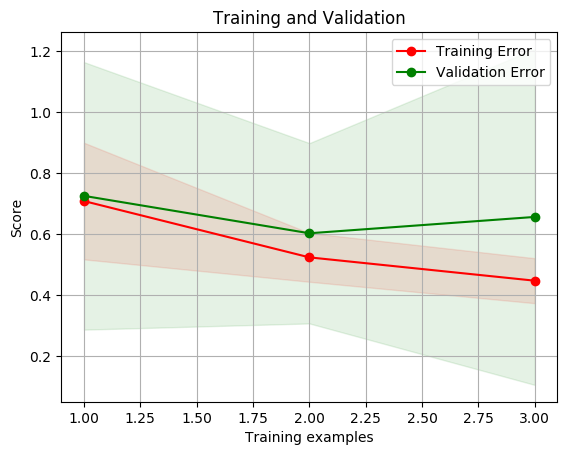 Training and Validation
Training Error
Validation Error
Score
1.2
1.0
0.8
0.6
0.4
0.2
1.00 1.25 1.50 1.75 2.00 2.25 2.50 2.75 3.00
Training examples